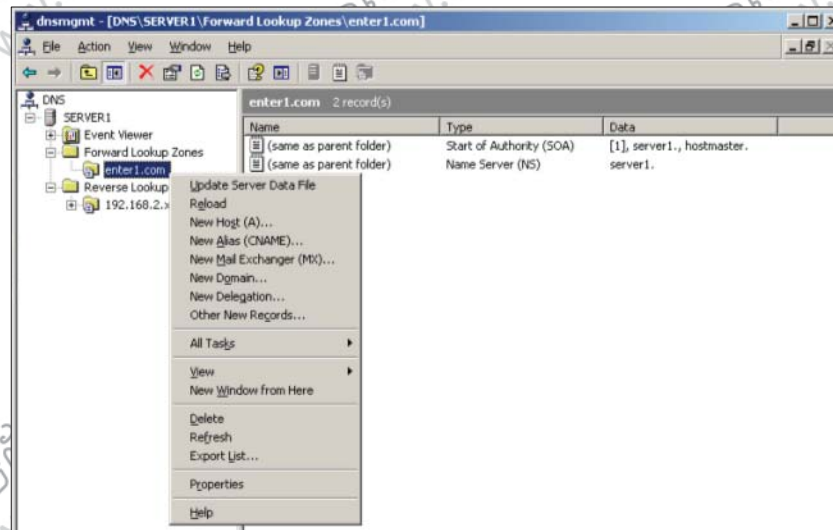 dnsmgmt - [DNS\SERVER1\Forward Lookup Zones\enter1.com]
File Action View Window Help
DNS
SERVER1
Event Viewer
Forward Lookup Zones
enter1.com
Reverse Lookup
192.168.2.x
enter1.com 2 record(s)
Name Type Data
(same as parent folder) Start of Authority (SOA) [1], server1., hostmaster.
(same as parent folder) Name Server (NS) server1.
Update Server Data File
Reload
New Host (A)...
New Alias (CNAME)...
New Mail Exchanger (MX)...
New Domain...
New Delegation...
Other New Records...
All Tasks
View
New Window from Here
Delete
Refresh
Export List...
Properties
Help